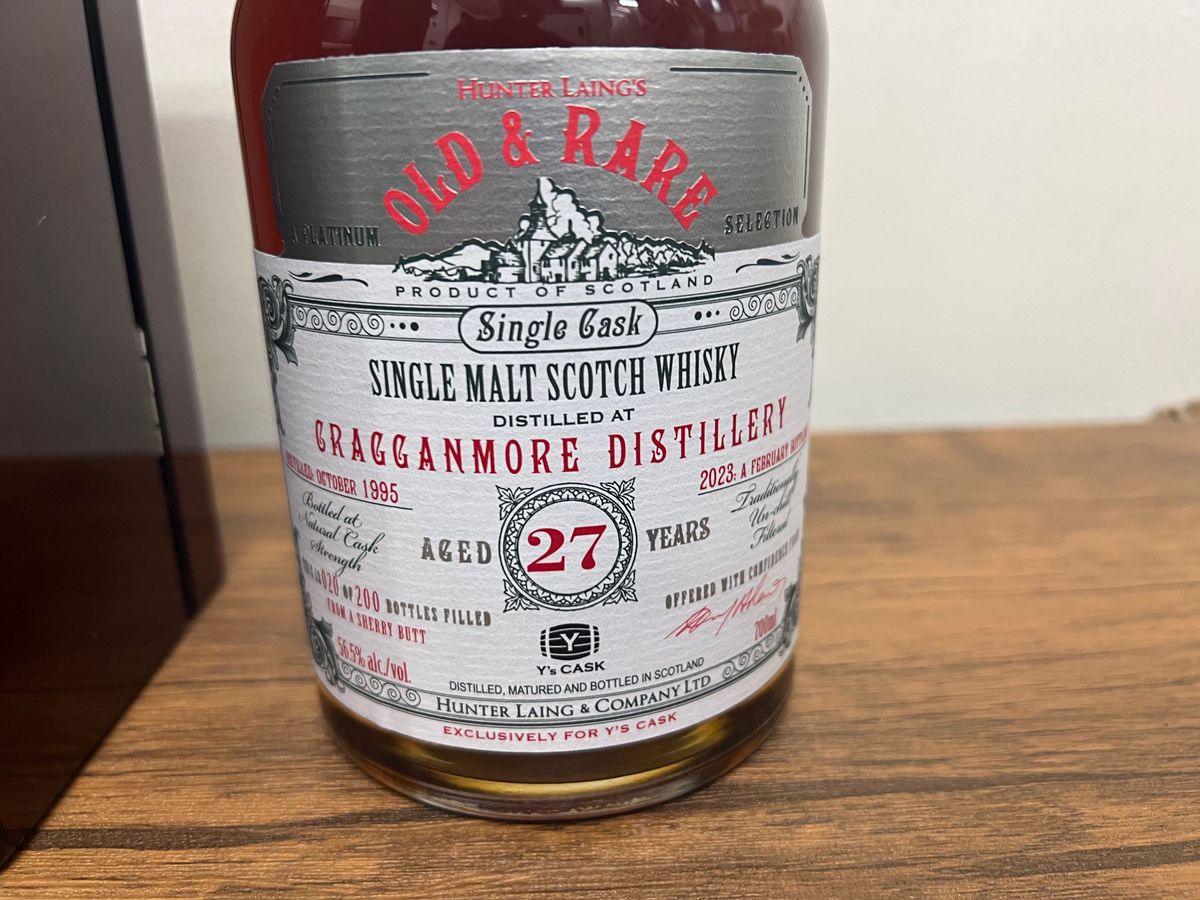 HUNTER LAING'S
OLD & RARE
A PLATINUM SELECTION
PRODUCT OF SCOTLAND
Single Cask
SINGLE MALT SCOTCH WHISKY
DISTILLED AT
CRAGGANMORE DISTILLERY
OCTOBER 1995
2023: A FEBRUARY
Bottled at
Natural Cask
Strength
Traditionally
Un-chill
Filtered
AGED 27 YEARS
020 OF 200 BOTTLES FILLED
FROM A SHERRY BUTT
56.5% alc./vol.
OFFERED WITH CONFIDENCE
700ml
Y
Y's CASK
DISTILLED, MATURED AND BOTTLED IN SCOTLAND
HUNTER LAING & COMPANY LTD
EXCLUSIVELY FOR Y'S CASK